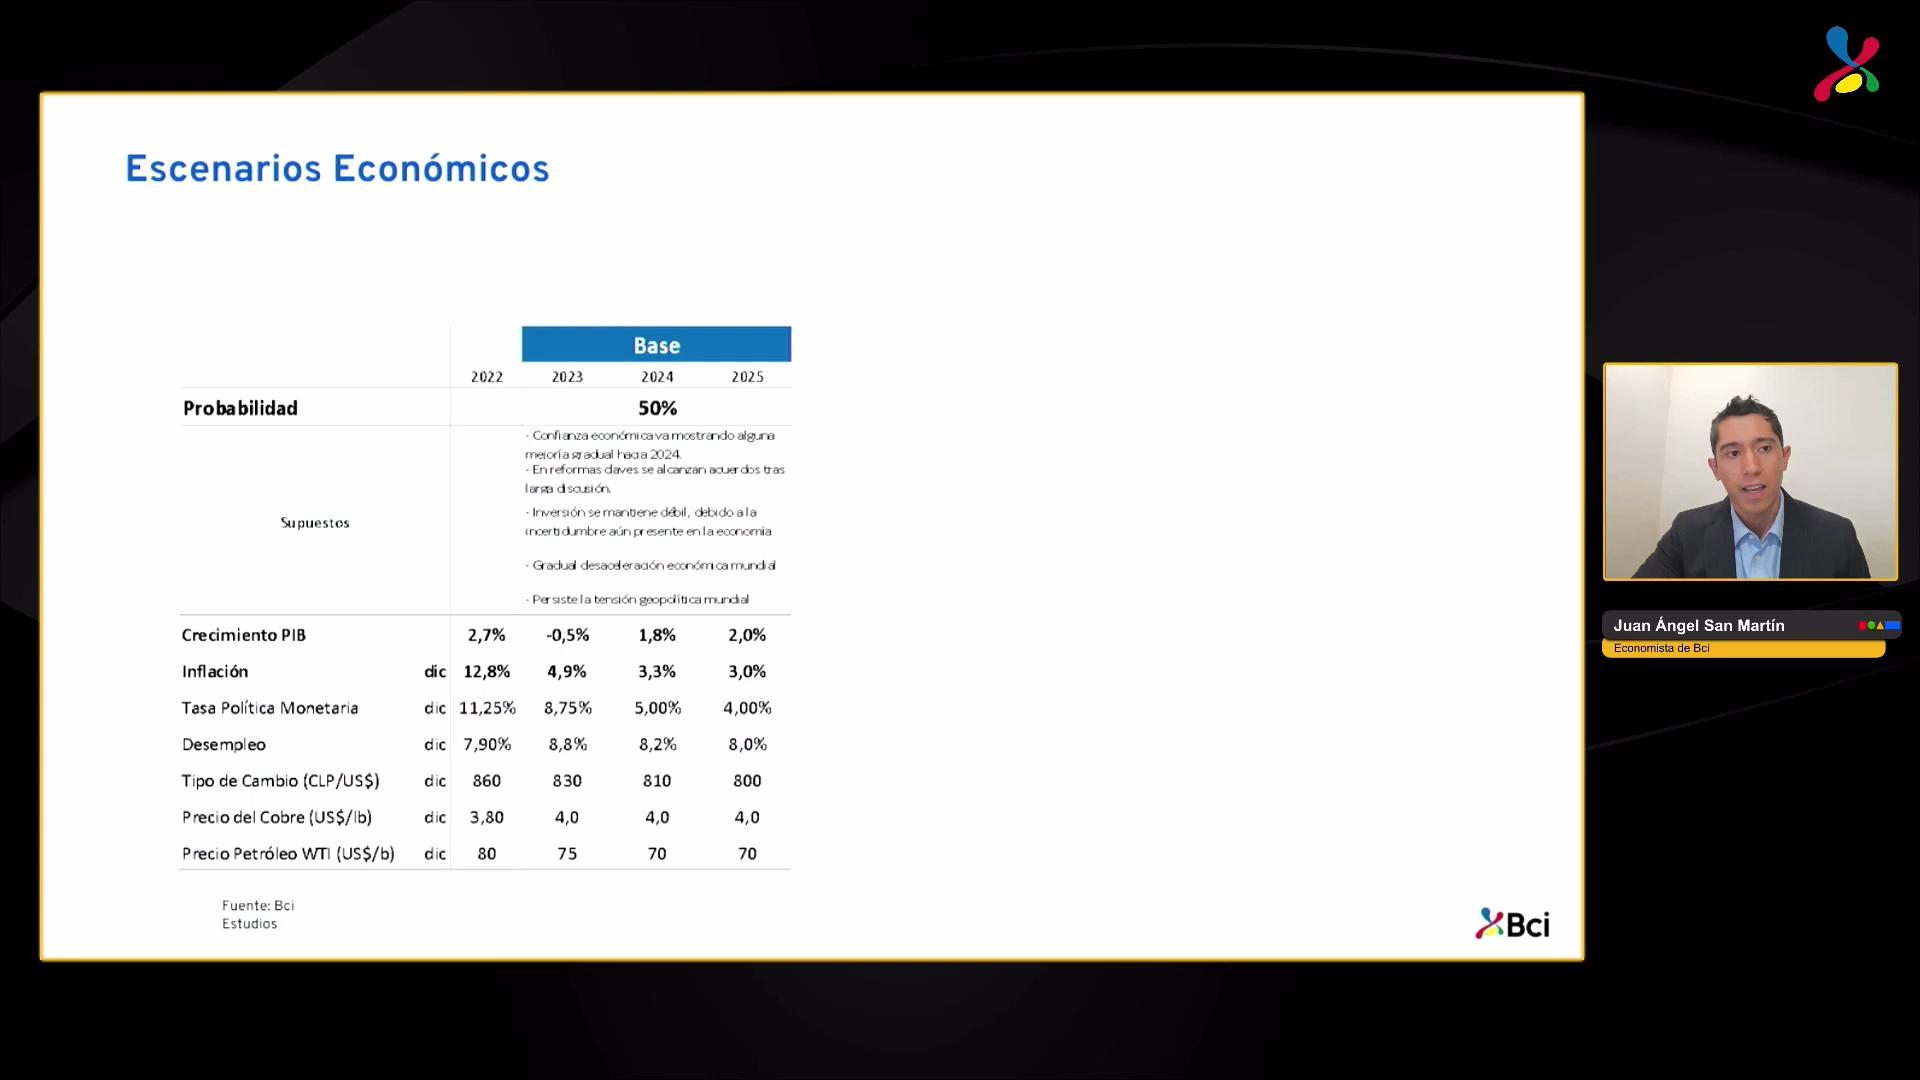 Escenarios Económicos
Base
2022 2023 2024 2025
Probabilidad 50%
- Confianza económica va mostrando alguna
mejoría gradual hacia 2024.
- En reformas claves se alcanzan acuerdos tras
larga discusión.
Supuestos
- Inversión se mantiene débil, debido a la
incertidumbre aún presente en la economía
- Gradual desaceleración económica mundial
- Persiste la tensión geopolítica mundial
Crecimiento PIB 2,7% -0,5% 1,8% 2,0%
Inflación dic 12,8% 4,9% 3,3% 3,0%
Tasa Política Monetaria dic 11,25% 8,75% 5,00% 4,00%
Desempleo dic 7,90% 8,8% 8,2% 8,0%
Tipo de Cambio (CLP/US$) dic 860 830 810 800
Precio del Cobre (US$/lb) dic 3,80 4,0 4,0 4,0
Precio Petróleo WTI (US$/b) dic 80 75 70 70
Fuente: Bci
Estudios
Bci
Juan Ángel San Martín
Economista de Bci